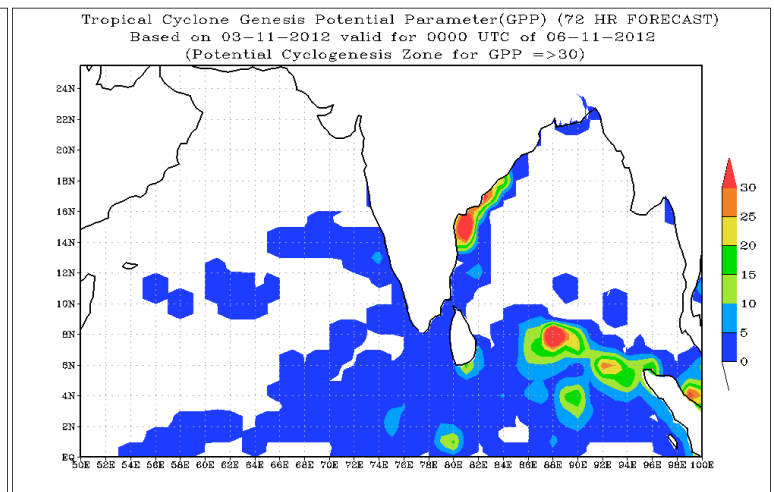 Tropical Cyclone Genesis Potential Parameter(GPP) (72 HR FORECAST)
Based on 03-11-2012 valid for 0000 UTC of 06-11-2012
(Potential Cyclogenesis Zone for GPP =>30)
24N
22N
20N
18N
16N
14N
12N
10N
8N
6N
4N
2N
EQ
50E 52E 54E 56E 58E 60E 62E 64E 66E 68E 70E 72E 74E 76E 78E 80E 82E 84E 86E 88E 90E 92E 94E 96E 98E 100E
30
25
20
15
10
5
0